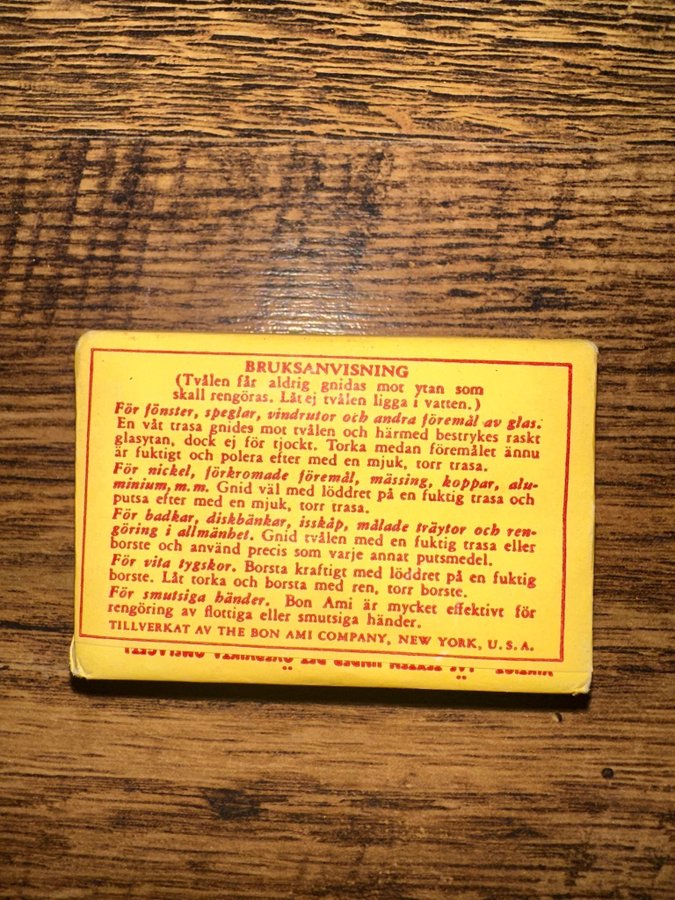 BRUKSANVISNING
(Tvålen får aldrig gnidas mot ytan som
skall rengöras. Låt ej tvålen ligga i vatten.)
För fönster, speglar, vindrutor och andra föremål av glas.
En våt trasa gnides mot tvålen och härmed bestrykes raskt
glasytan, dock ej för tjockt. Torka medan föremålet ännu
är fuktigt och polera efter med en mjuk, torr trasa.
För nickel, förkromade föremål, mässing, koppar, alu-
minium, m. m. Gnid väl med löddret på en fuktig trasa och
putsa efter med en mjuk, torr trasa.
För badkar, diskbänkar, isskåp, målade träytor och ren-
göring i allmänhet. Gnid tvålen med en fuktig trasa eller
borste och använd precis som varje annat putsmedel.
För vita tygskor. Borsta kraftigt med löddret på en fuktig
borste. Låt torka och borsta med ren, torr borste.
För smutsiga händer. Bon Ami är mycket effektivt för
rengöring av flottiga eller smutsiga händer.
TILLVERKAT AV THE BON AMI COMPANY, NEW YORK, U. S. A.